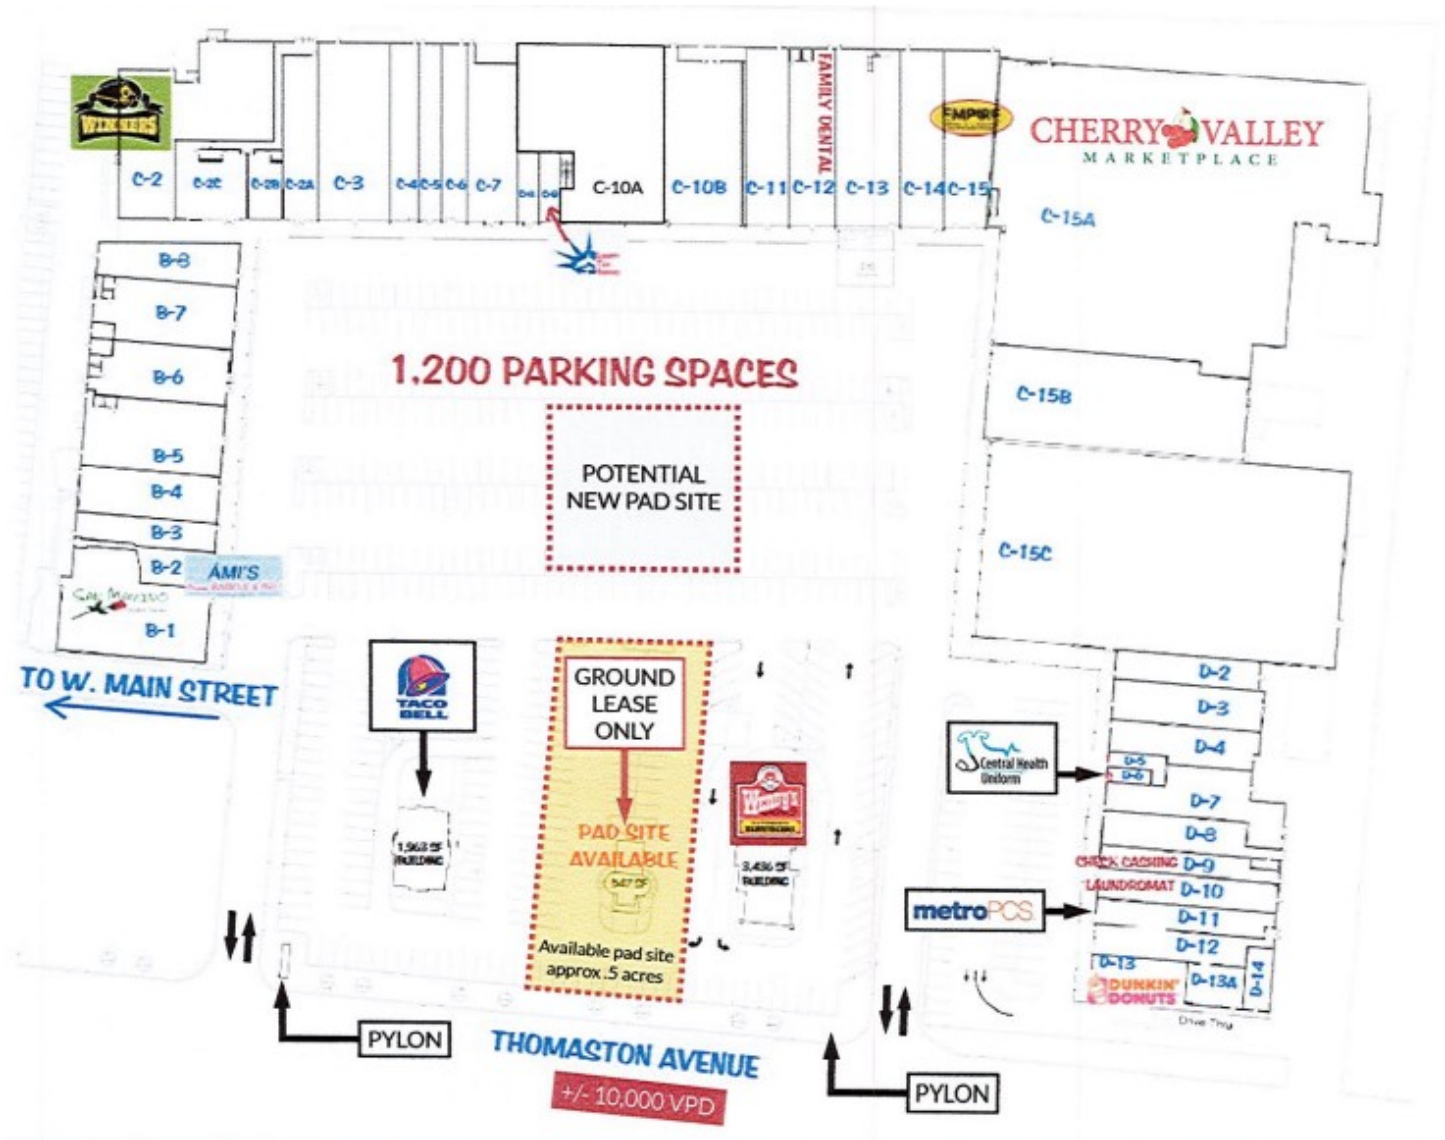 WINNERS
FAMILY DENTAL
EMPIRE
CHERRY VALLEY
MARKETPLACE
C-2
C-2C
C-2B
C-2A
C-3
C-4
C-5
C-6
C-7
C-10A
C-10B
C-11
C-12
C-13
C-14
C-15
C-15A
B-8
B-7
B-6
B-5
B-4
B-3
B-2
AMI'S
SAN MARINO
B-1
1,200 PARKING SPACES
POTENTIAL
NEW PAD SITE
C-15B
C-15C
TO W. MAIN STREET
TACO
BELL
1,963 SF
BUILDING
GROUND
LEASE
ONLY
PAD SITE
AVAILABLE
547 SF
Available pad site
approx .5 acres
Wendy's
3,436 SF
BUILDING
Central Health
Uniform
D-2
D-3
D-4
D-5
D-6
D-7
D-8
CHECK CASHING D-9
LAUNDROMAT D-10
metroPCS.
D-11
D-12
D-13
DUNKIN'
DONUTS
D-13A
D-14
Drive Thru
PYLON
THOMASTON AVENUE
+/- 10,000 VPD
PYLON